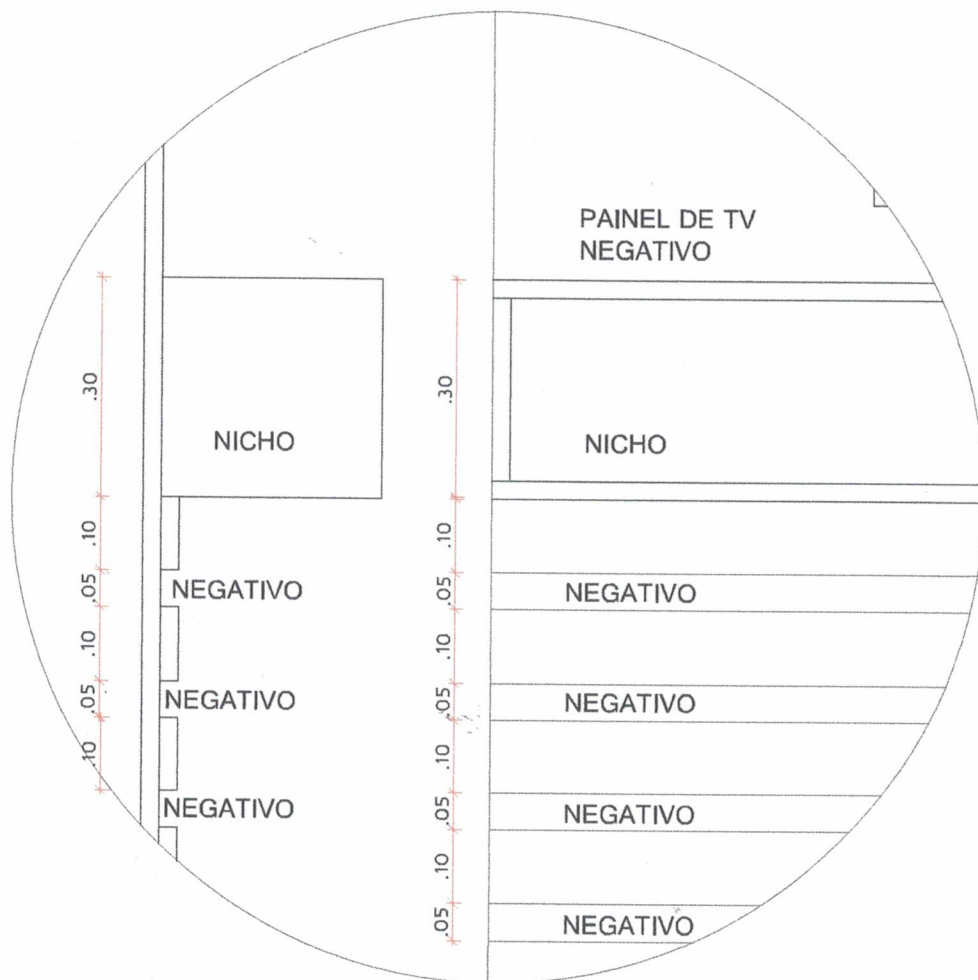 PAINEL DE TV
NEGATIVO
.30
NICHO
.10
.05
NEGATIVO
.10
.05
NEGATIVO
.10
NEGATIVO
.30
NICHO
.10
.05
NEGATIVO
.10
.05
NEGATIVO
.10
.05
NEGATIVO
.10
.05
NEGATIVO